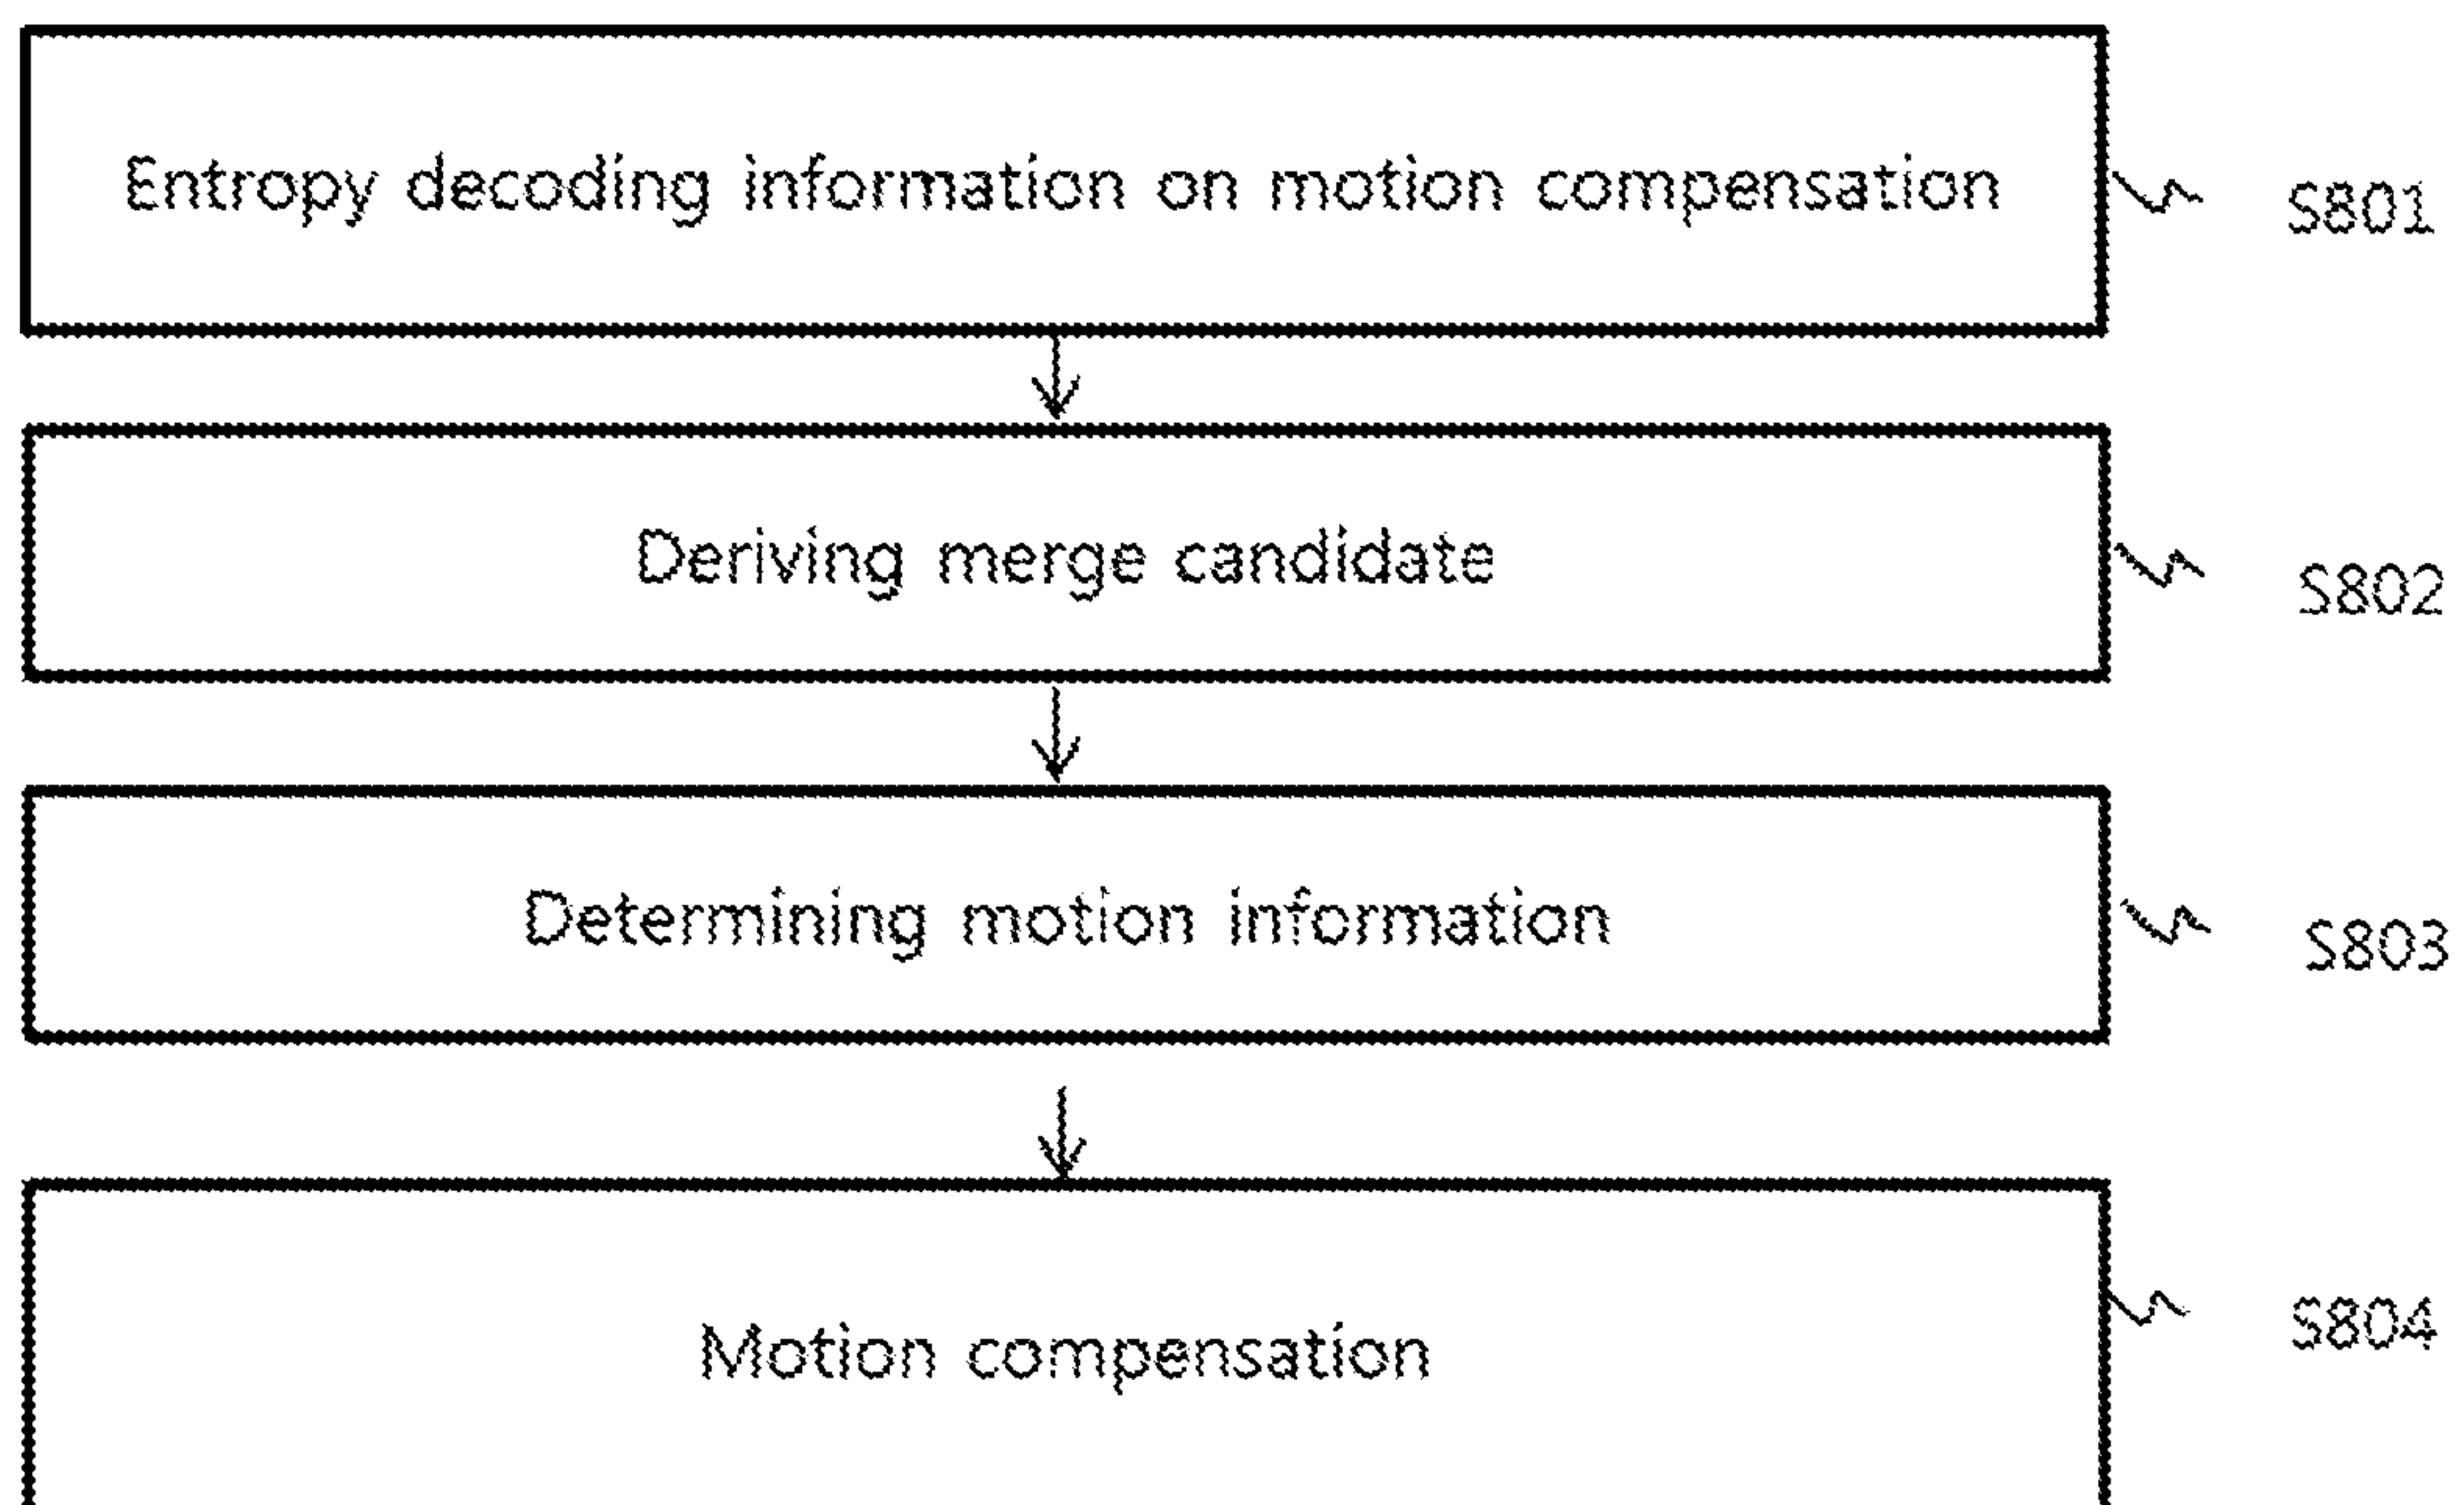 Entropy decoding information on motion compensation
S801
Deriving merge candidate
S802
Determining motion information
S803
Motion compensation
S804